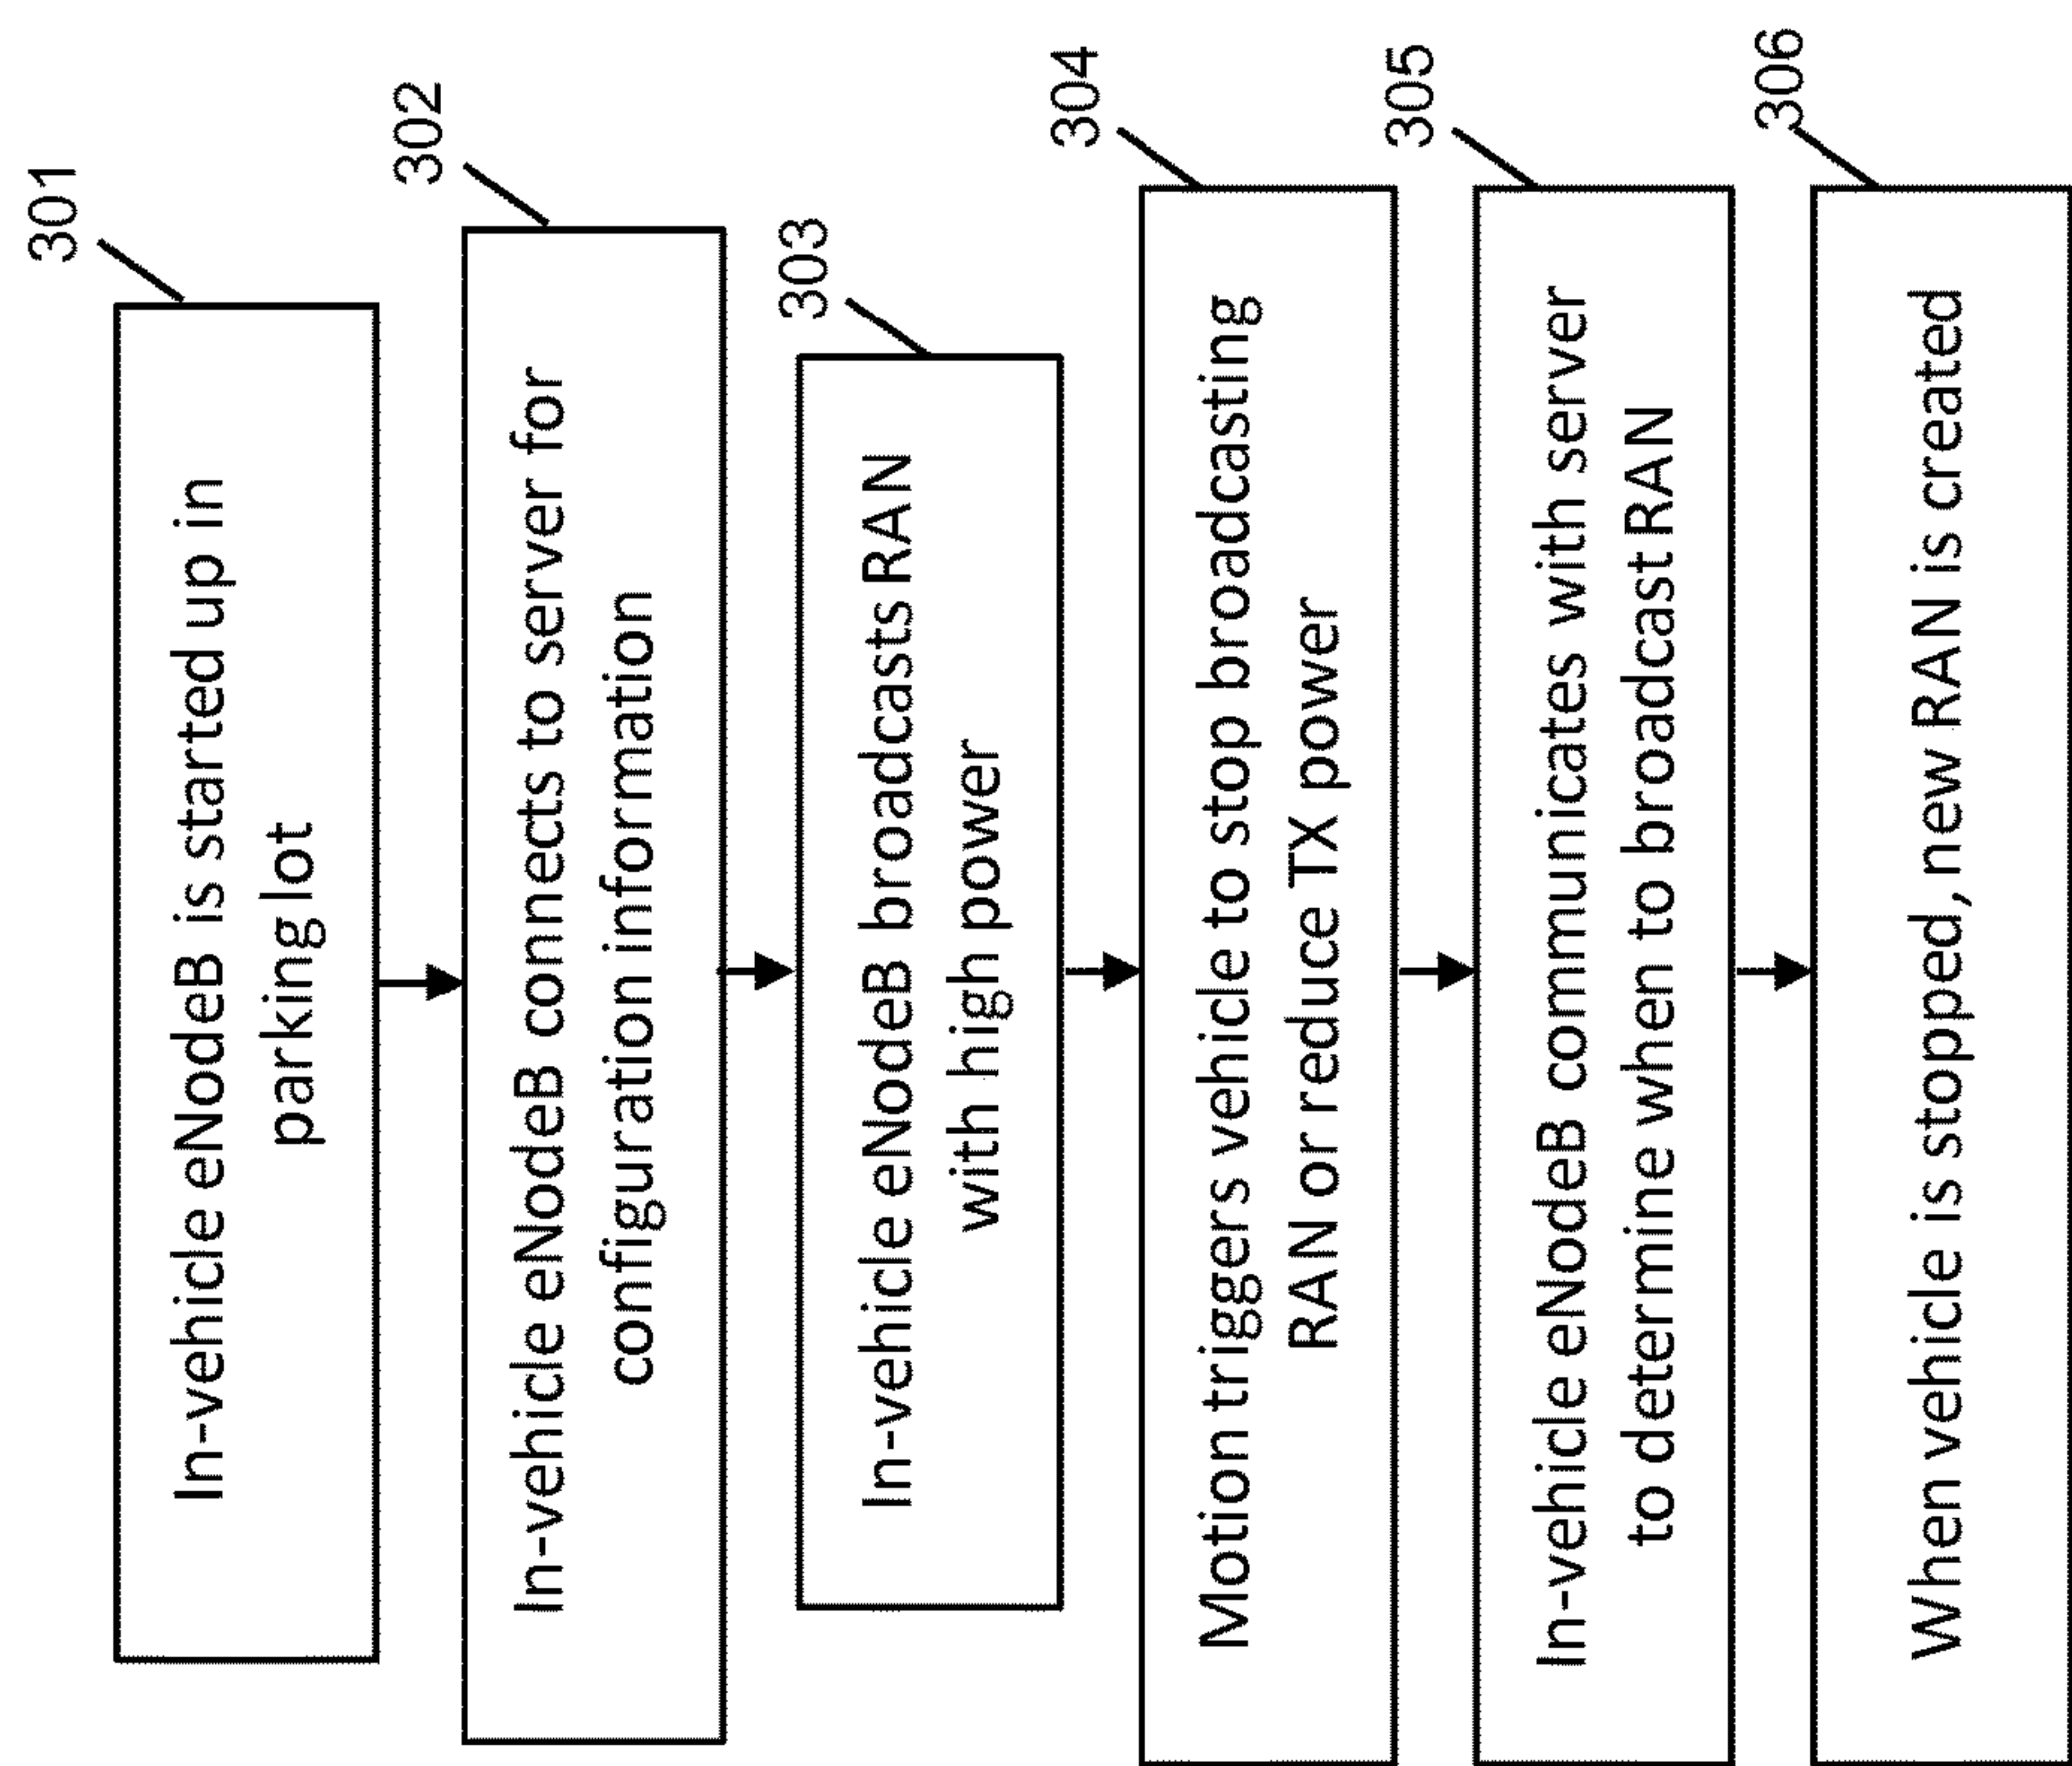 301
In-vehicle eNodeB is started up in
parking lot
302
In-vehicle eNodeB connects to server for
configuration information
303
In-vehicle eNodeB broadcasts RAN
with high power
304
Motion triggers vehicle to stop broadcasting
RAN or reduce TX power
305
In-vehicle eNodeB communicates with server
to determine when to broadcast RAN
306
When vehicle is stopped, new RAN is created